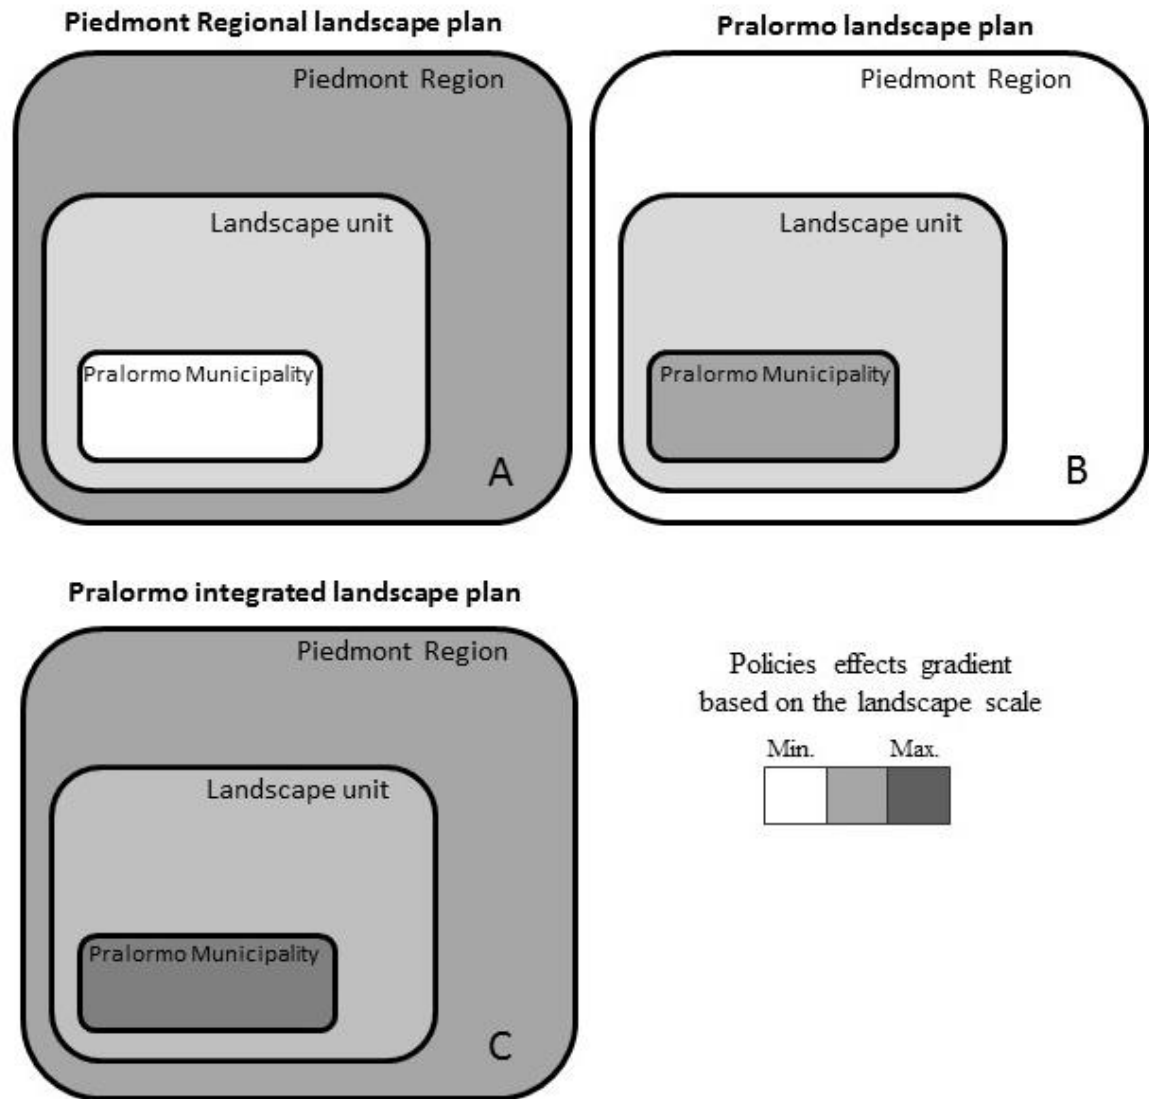 Piedmont Regional landscape plan
Piedmont Region
Landscape unit
Pralormo Municipality
A
Pralormo landscape plan
Piedmont Region
Landscape unit
Pralormo Municipality
B
Pralormo integrated landscape plan
Piedmont Region
Landscape unit
Pralormo Municipality
C
Policies effects gradient
based on the landscape scale
Min. Max.